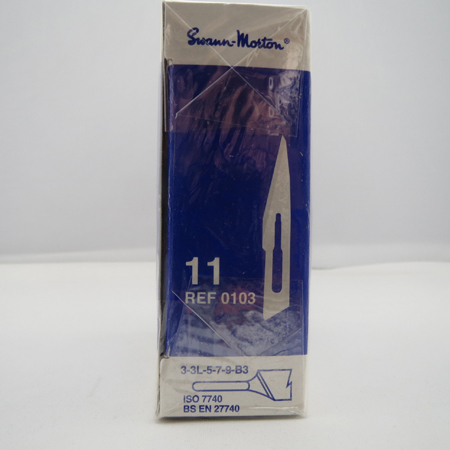 Swann-Morton®
11
REF 0103
3-3L-5-7-9-B3
ISO 7740
BS EN 27740